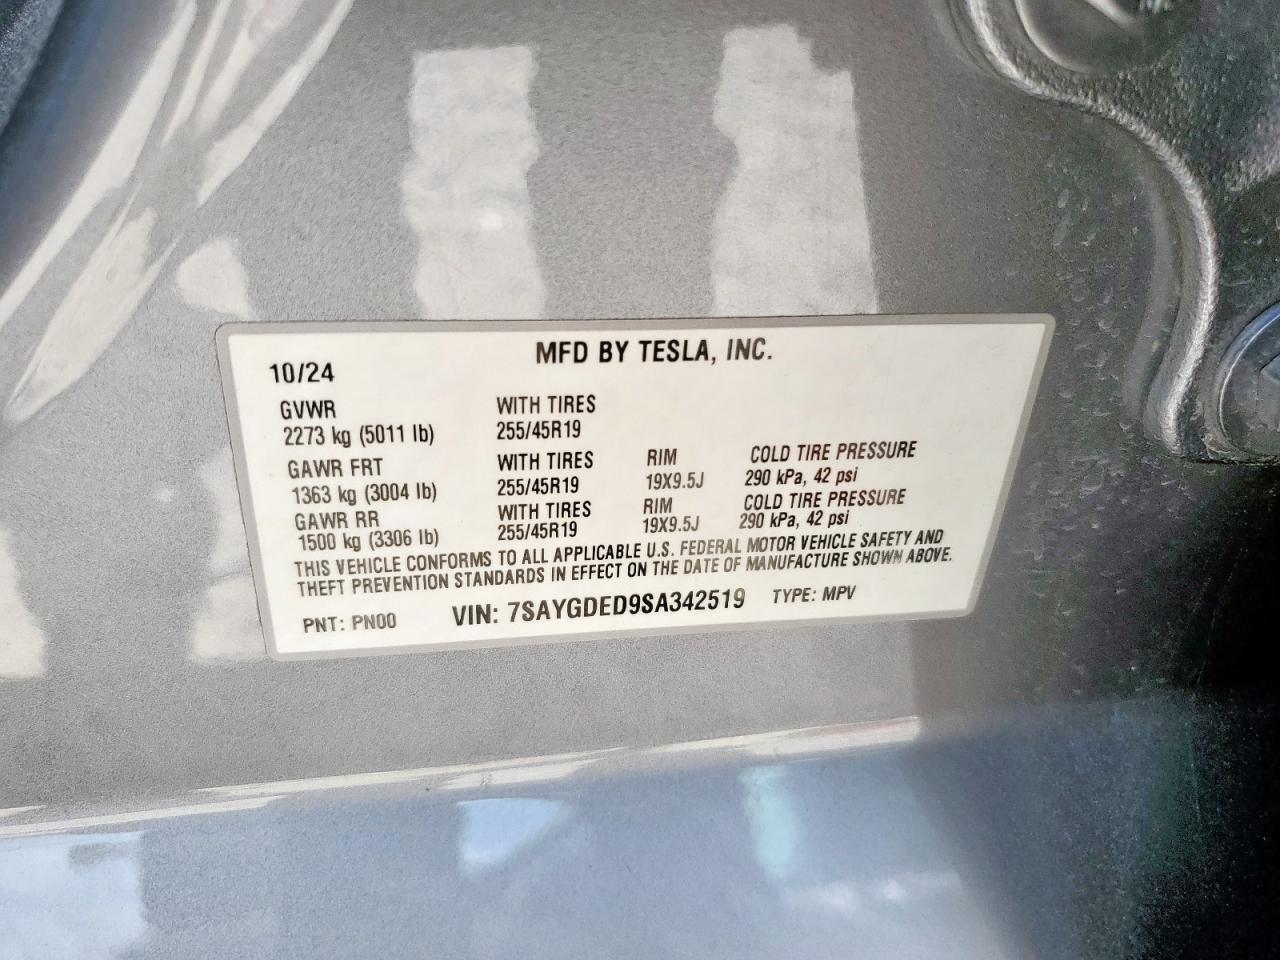 MFD BY TESLA, INC.
10/24
GVWR WITH TIRES
2273 kg (5011 lb) 255/45R19
GAWR FRT WITH TIRES RIM COLD TIRE PRESSURE
1363 kg (3004 lb) 255/45R19 19X9.5J 290 kPa, 42 psi
GAWR RR WITH TIRES RIM COLD TIRE PRESSURE
1500 kg (3306 lb) 255/45R19 19X9.5J 290 kPa, 42 psi
THIS VEHICLE CONFORMS TO ALL APPLICABLE U.S. FEDERAL MOTOR VEHICLE SAFETY AND
THEFT PREVENTION STANDARDS IN EFFECT ON THE DATE OF MANUFACTURE SHOWN ABOVE.
PNT: PN00 VIN: 7SAYGDED9SA342519 TYPE: MPV